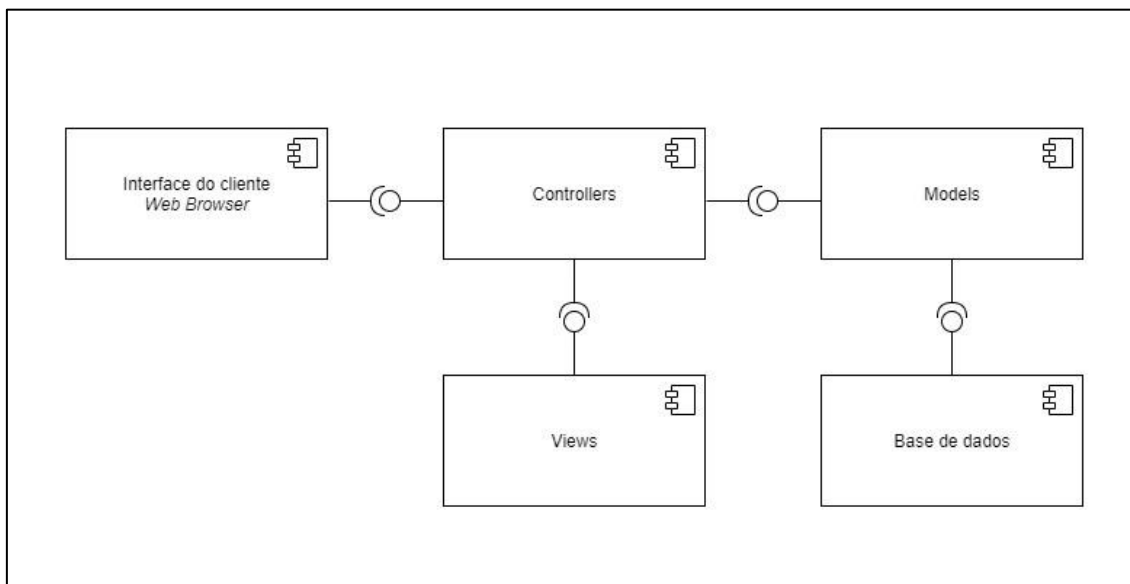 Interface do cliente
Web Browser
Controllers
Models
Views
Base de dados